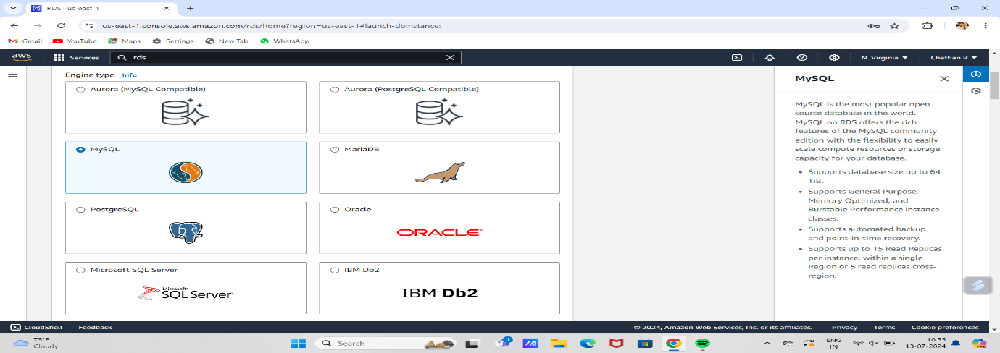 RDS | us-east-1
us-east-1.console.aws.amazon.com/rds/home?region=us-east-1#launch-dbinstance:
Gmail YouTube Maps Settings New Tab WhatsApp
aws Services rds N. Virginia Chethan R
Engine type Info
Aurora (MySQL Compatible) Aurora (PostgreSQL Compatible)
MySQL MariaDB
PostgreSQL Oracle
ORACLE
Microsoft SQL Server IBM Db2
Microsoft
SQL Server IBM Db2
MySQL
MySQL is the most popular open
source database in the world.
MySQL on RDS offers the rich
features of the MySQL community
edition with the flexibility to easily
scale compute resources or storage
capacity for your database.
• Supports database size up to 64
TiB.
• Supports General Purpose,
Memory Optimized, and
Burstable Performance instance
classes.
• Supports automated backup
and point-in-time recovery.
• Supports up to 15 Read Replicas
per instance, within a single
Region or 5 read replicas cross-
region.
CloudShell Feedback © 2024, Amazon Web Services, Inc. or its affiliates. Privacy Terms Cookie preferences
75°F
Cloudy
Search
1
ENG
IN
10:55
13-07-2024
PRE